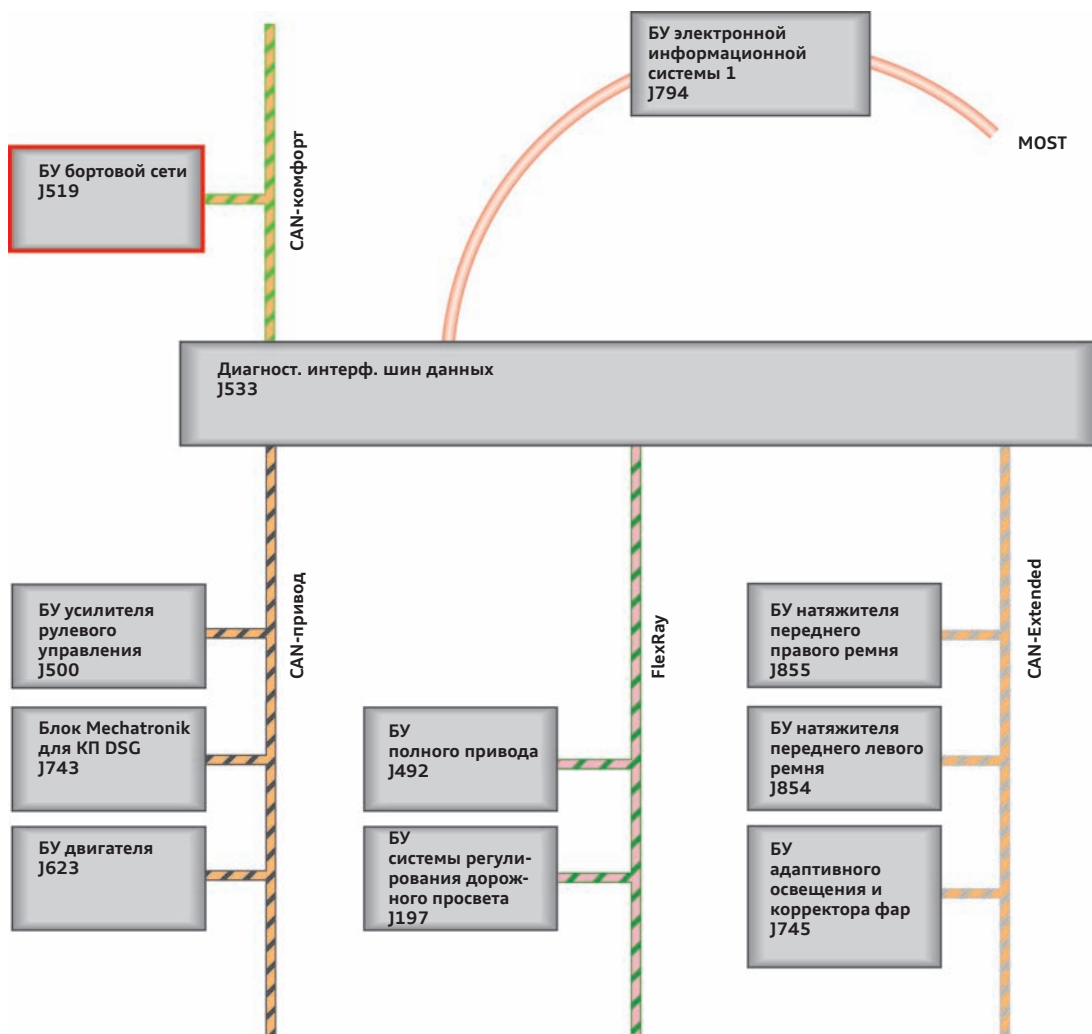 БУ электронной
информационной
системы 1
J794
MOST
БУ бортовой сети
J519
CAN-комфорт
Диагност. интерф. шин данных
J533
БУ усилителя
рулевого
управления
J500
Блок Mechatronik
для КП DSG
J743
БУ двигателя
J623
CAN-привод
БУ
полного привода
J492
БУ
системы регули-
рования дорож-
ного просвета
J197
FlexRay
БУ натяжителя
переднего
правого ремня
J855
БУ натяжителя
переднего левого
ремня
J854
БУ
адаптивного
освещения и
корректора фар
J745
CAN-Extended